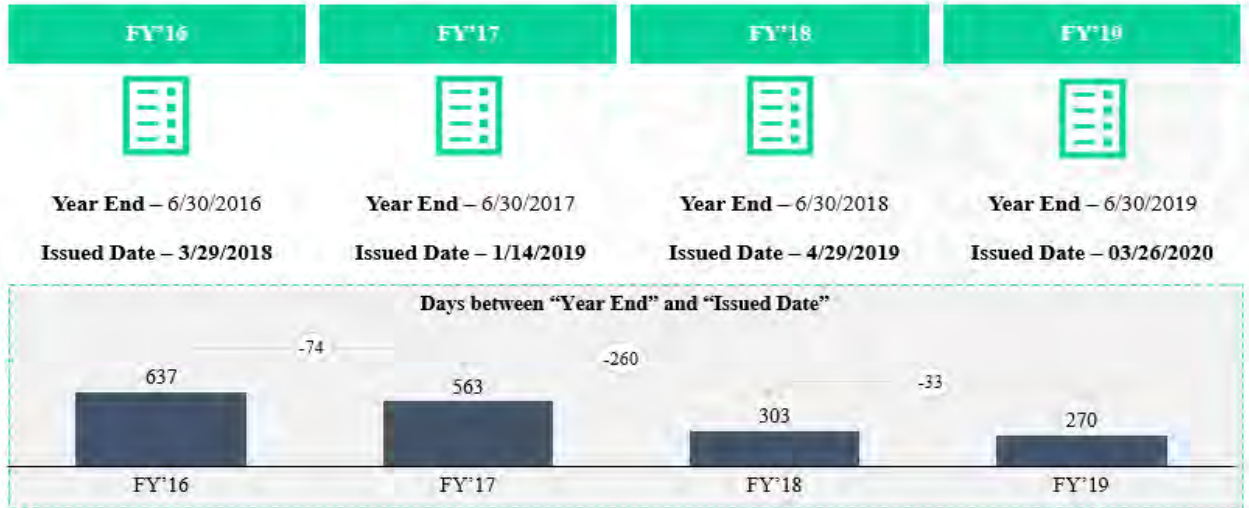 FY’16 FY’17 FY’18 FY’19
Year End – 6/30/2016 Year End – 6/30/2017 Year End – 6/30/2018 Year End – 6/30/2019
Issued Date – 3/29/2018 Issued Date – 1/14/2019 Issued Date – 4/29/2019 Issued Date – 03/26/2020
Days between “Year End” and “Issued Date”
-74 -260 -33
637 563 303 270
FY’16 FY’17 FY’18 FY’19